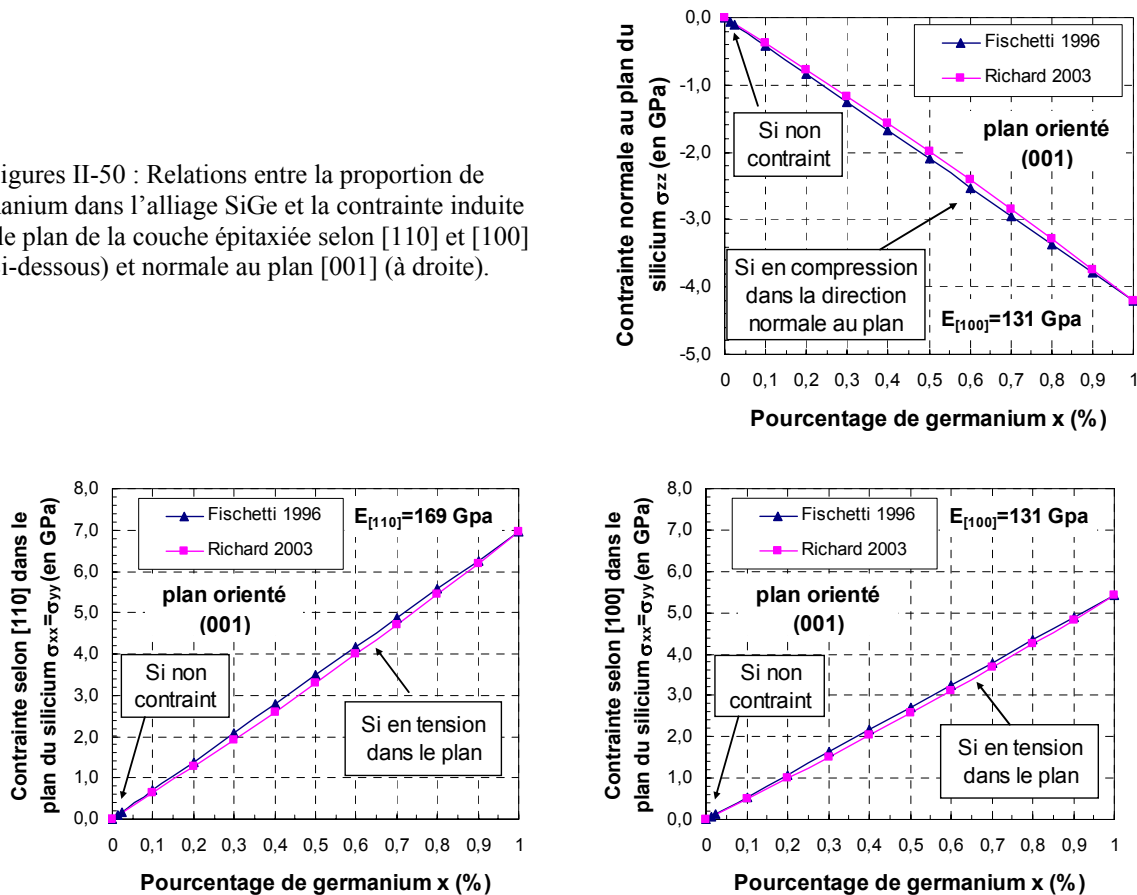 igures II-50 : Relations entre la proportion de
anium dans l'alliage SiGe et la contrainte induite
le plan de la couche épitaxiée selon [110] et [100]
i-dessous) et normale au plan [001] (à droite).
Contrainte normale au plan du
silicium σzz (en GPa)
0,0
-1,0
-2,0
-3,0
-4,0
-5,0
Fischetti 1996
Richard 2003
Si non
contraint
plan orienté
(001)
Si en compression
dans la direction
normale au plan
E[100]=131 Gpa
0 0,1 0,2 0,3 0,4 0,5 0,6 0,7 0,8 0,9 1
Pourcentage de germanium x (%)
Contrainte selon [110] dans le
plan du silicium σxx=σyy (en GPa)
8,0
7,0
6,0
5,0
4,0
3,0
2,0
1,0
0,0
Fischetti 1996
Richard 2003
E[110]=169 Gpa
plan orienté
(001)
Si non
contraint
Si en tension
dans le plan
0 0,1 0,2 0,3 0,4 0,5 0,6 0,7 0,8 0,9 1
Pourcentage de germanium x (%)
Contrainte selon [100] dans le
plan du silicium σxx=σyy (en GPa)
8,0
7,0
6,0
5,0
4,0
3,0
2,0
1,0
0,0
Fischetti 1996
Richard 2003
E[100]=131 Gpa
plan orienté
(001)
Si non
contraint
Si en tension
dans le plan
0 0,1 0,2 0,3 0,4 0,5 0,6 0,7 0,8 0,9 1
Pourcentage de germanium x (%)